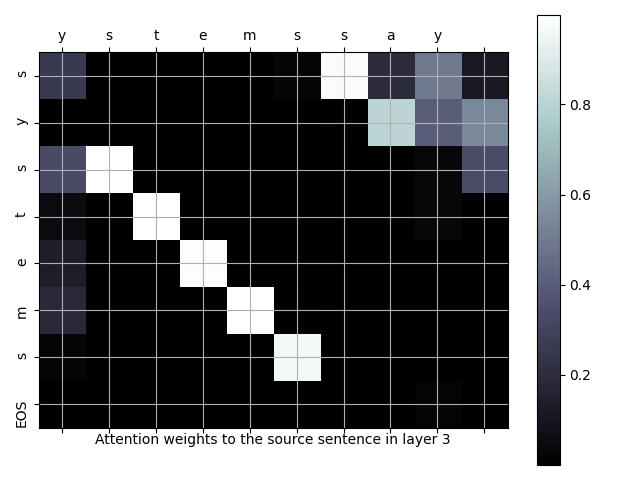 y s t e m s s a y
s
y
s
t
e
m
s
EOS
0.8
0.6
0.4
0.2
Attention weights to the source sentence in layer 3